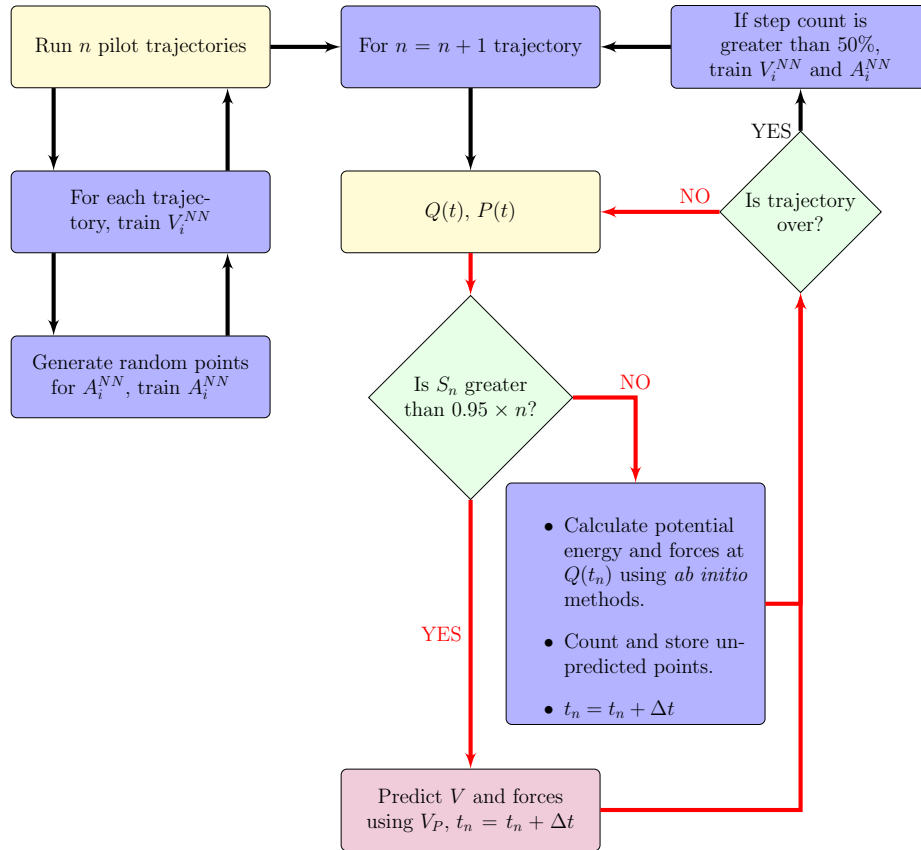 Run n pilot trajectories
For n = n + 1 trajectory
If step count is
greater than 50%,
train V_i^{NN} and A_i^{NN}
YES
For each trajec-
tory, train V_i^{NN}
Q(t), P(t)
NO
Is trajectory
over?
Generate random points
for A_i^{NN}, train A_i^{NN}
Is S_n greater
than 0.95 × n?
NO
• Calculate potential
energy and forces at
Q(t_n) using ab initio
methods.
• Count and store un-
predicted points.
• t_n = t_n + Δt
YES
Predict V and forces
using V_P, t_n = t_n + Δt